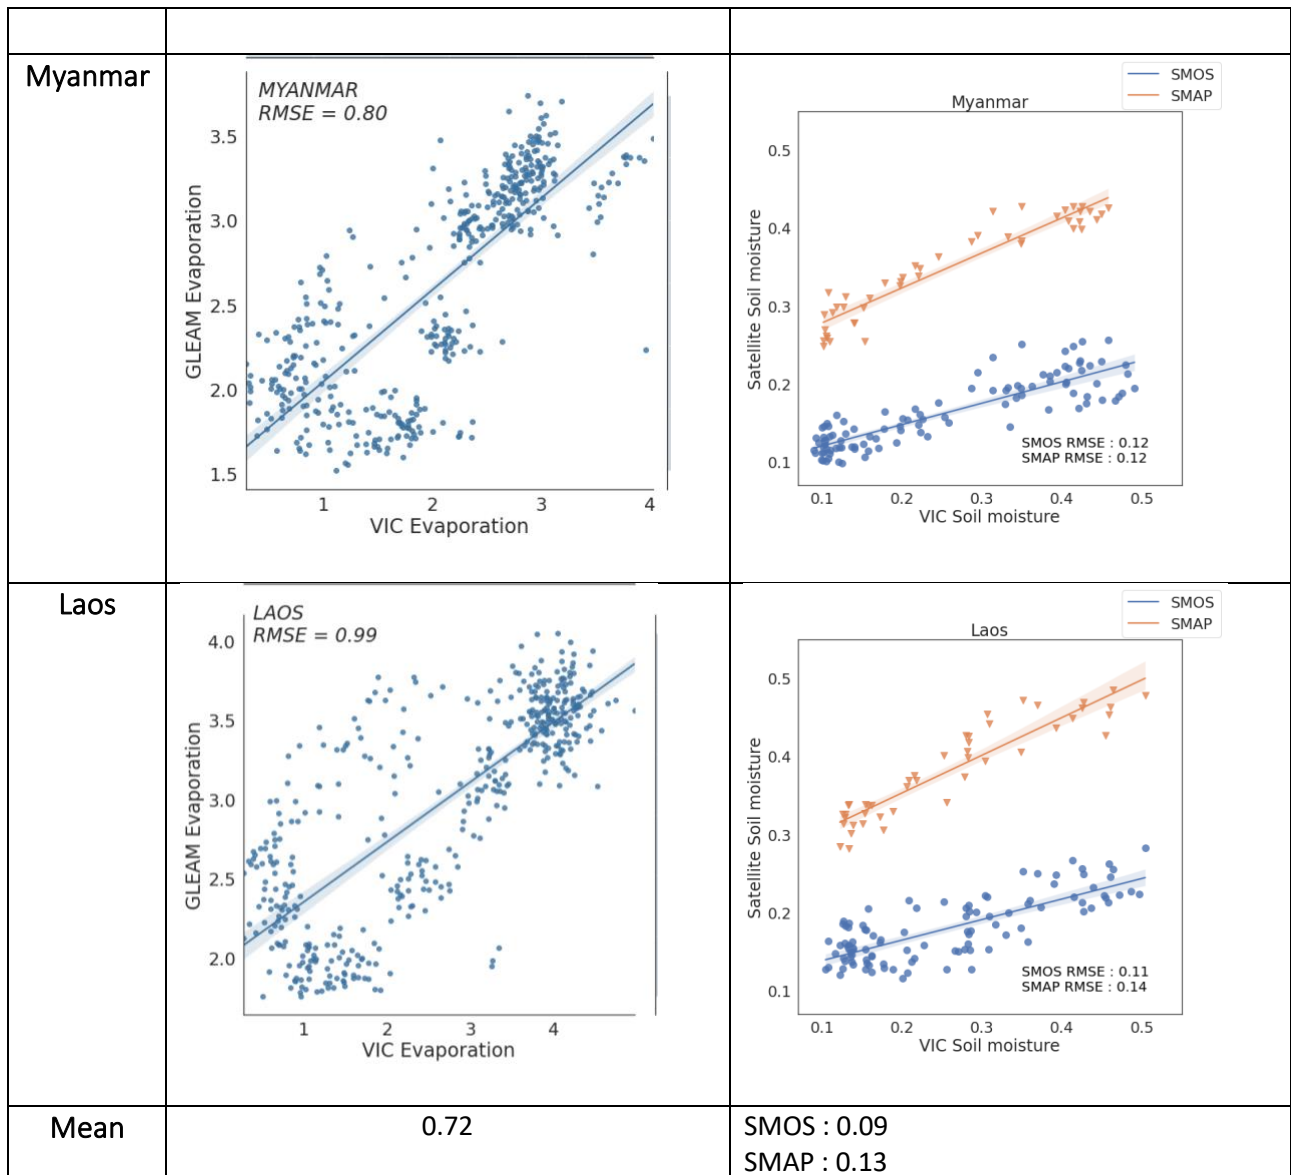 Myanmar
MYANMAR
RMSE = 0.80
GLEAM Evaporation
3.5
3.0
2.5
2.0
1.5
1 2 3 4
VIC Evaporation
SMOS
SMAP
Myanmar
Satellite Soil moisture
0.5
0.4
0.3
0.2
0.1
SMOS RMSE : 0.12
SMAP RMSE : 0.12
0.1 0.2 0.3 0.4 0.5
VIC Soil moisture
Laos
LAOS
RMSE = 0.99
GLEAM Evaporation
4.0
3.5
3.0
2.5
2.0
1 2 3 4
VIC Evaporation
SMOS
SMAP
Laos
Satellite Soil moisture
0.5
0.4
0.3
0.2
0.1
SMOS RMSE : 0.11
SMAP RMSE : 0.14
0.1 0.2 0.3 0.4 0.5
VIC Soil moisture
Mean
0.72
SMOS : 0.09
SMAP : 0.13